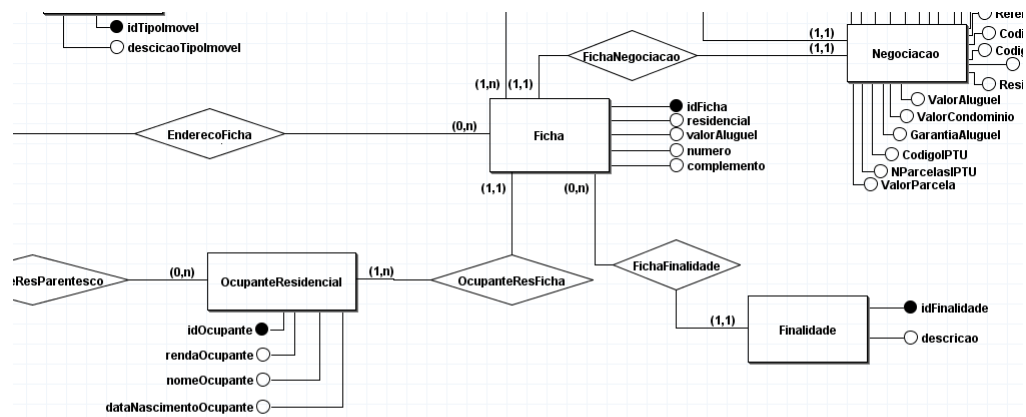 idTipoImovel
descicaoTipoImovel
(1,1)
(1,1)
FichaNegociacao
Negociacao
(1,n)
(1,1)
ValorAluguel
ValorCondominio
GarantiaAluguel
CodigoIPTU
NParcelasIPTU
ValorParcela
EnderecoFicha
(0,n)
Ficha
idFicha
residencial
valorAluguel
numero
complemento
(1,1)
(0,n)
FichaFinalidade
eResParentesco
(0,n)
OcupanteResidencial
(1,n)
OcupanteResFicha
idOcupante
rendaOcupante
nomeOcupante
dataNascimentoOcupante
(1,1)
Finalidade
idFinalidade
descricao